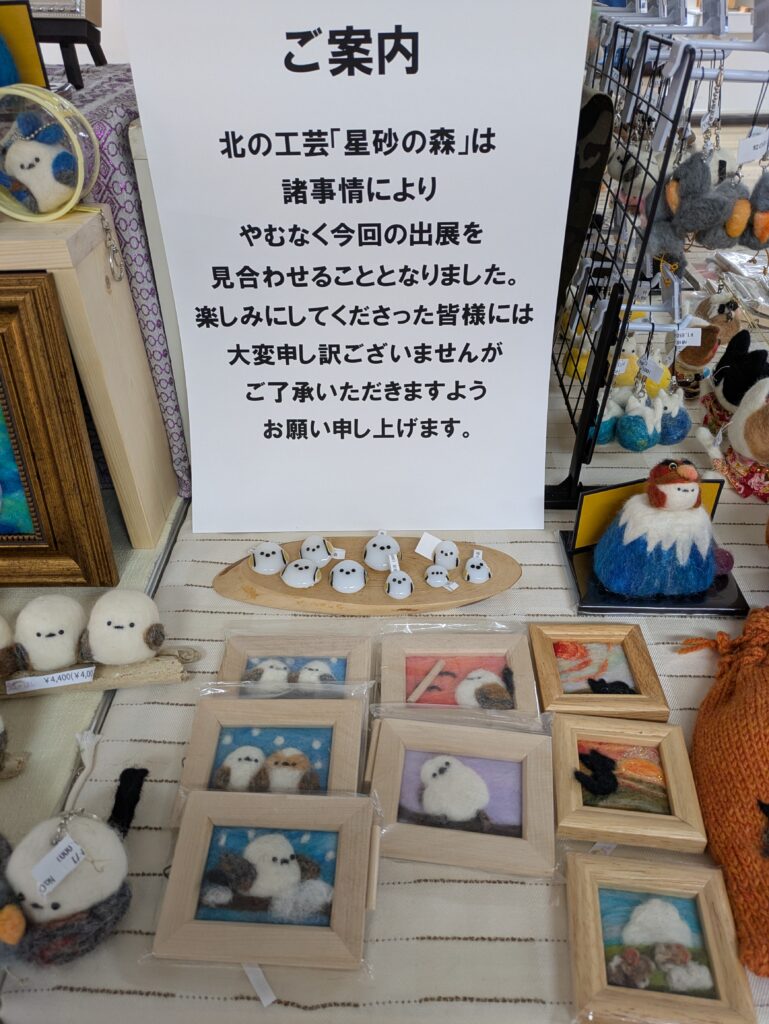 ご案内
北の工芸「星砂の森」は
諸事情により
やむなく今回の出展を
見合わせることとなりました。
楽しみにしてくださった皆様には
大変申し訳ございませんが
ご了承いただきますよう
お願い申し上げます。
¥4,400